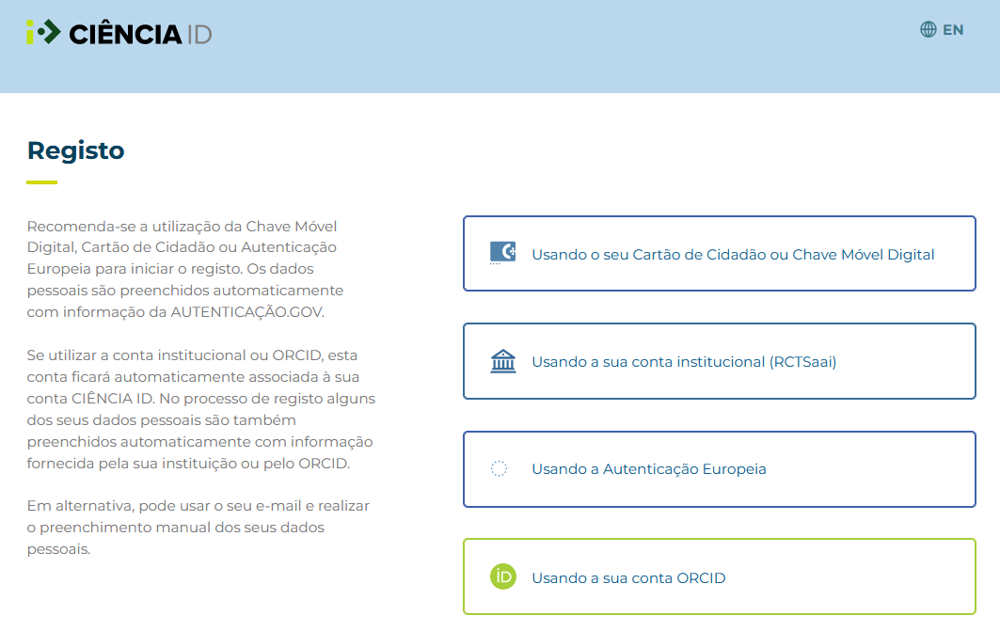 CIÊNCIA ID
EN
Registo
Recomenda-se a utilização da Chave Móvel
Digital, Cartão de Cidadão ou Autenticação
Europeia para iniciar o registo. Os dados
pessoais são preenchidos automaticamente
com informação da AUTENTICAÇÃO.GOV.
Se utilizar a conta institucional ou ORCID, esta
conta ficará automaticamente associada à sua
conta CIÊNCIA ID. No processo de registo alguns
dos seus dados pessoais são também
preenchidos automaticamente com informação
fornecida pela sua instituição ou pelo ORCID.
Em alternativa, pode usar o seu e-mail e realizar
o preenchimento manual dos seus dados
pessoais.
Usando o seu Cartão de Cidadão ou Chave Móvel Digital
Usando a sua conta institucional (RCTSaai)
Usando a Autenticação Europeia
iD
Usando a sua conta ORCID